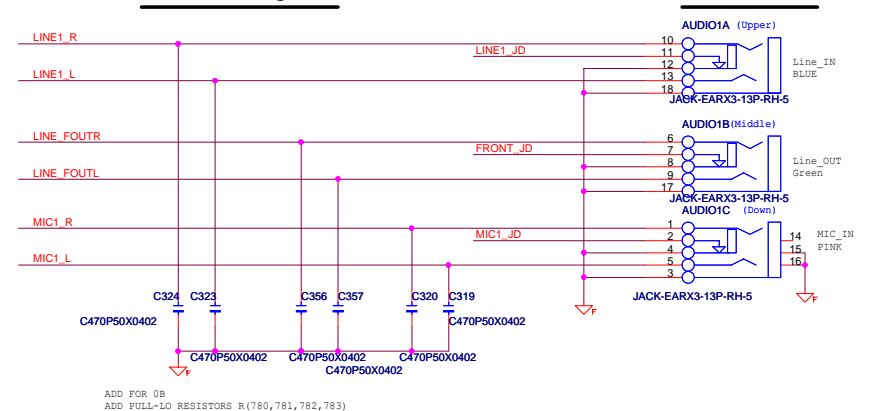 AUDIO1A (Upper)
LINE1_R
10
LINE1_JD
11
12
Line_IN
BLUE
LINE1_L
13
18
JACK-EARX3-13P-RH-5
AUDIO1B(Middle)
LINE_FOUTR
6
FRONT_JD
7
8
Line_OUT
Green
LINE_FOUTL
9
17
JACK-EARX3-13P-RH-5
AUDIO1C (Down)
MIC1_R
1
MIC1_JD
2
14
MIC_IN
PINK
4
15
MIC1_L
5
16
3
C324 C323 C356 C357 C320 C319
JACK-EARX3-13P-RH-5
F
F
C470P50X0402
C470P50X0402
C470P50X0402
C470P50X0402
C470P50X0402
C470P50X0402
F
ADD FOR 0B
ADD PULL-LO RESISTORS R(780,781,782,783)